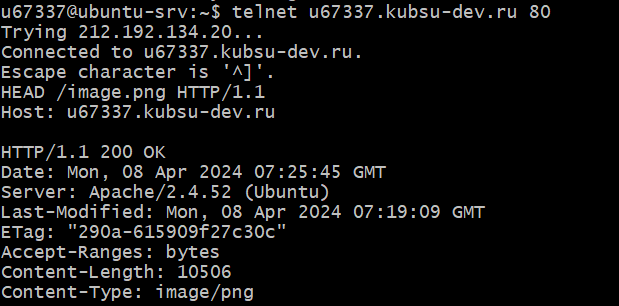 u67337@ubuntu-srv:~$ telnet u67337.kubsu-dev.ru 80
Trying 212.192.134.20...
Connected to u67337.kubsu-dev.ru.
Escape character is '^]'.
HEAD /image.png HTTP/1.1
Host: u67337.kubsu-dev.ru

HTTP/1.1 200 OK
Date: Mon, 08 Apr 2024 07:25:45 GMT
Server: Apache/2.4.52 (Ubuntu)
Last-Modified: Mon, 08 Apr 2024 07:19:09 GMT
ETag: "290a-615909f27c30c"
Accept-Ranges: bytes
Content-Length: 10506
Content-Type: image/png